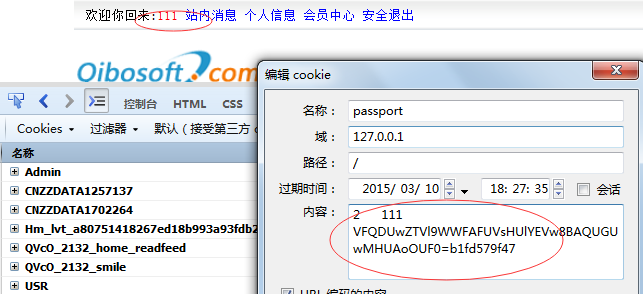 欢迎你回来:111 站内消息 个人信息 会员中心 安全退出
Oibosoft.com
编辑 cookie
名称： passport
域： 127.0.0.1
路径： /
过期时间： 2015/ 03/ 10 18: 27: 35 会话
内容： 2 111
VFQDUwZTVl9WWFAFUVsHUlYEVw8BAQUGU
wMHUAoOUF0=b1fd579f47
URL 编码的内容
控制台 HTML CSS
Cookies 过滤器 默认（接受第三方 c
名称
Admin
CNZZDATA1257137
CNZZDATA1702264
Hm_lvt_a80751418267ed18b993a93fdb2
QVcO_2132_home_readfeed
QVcO_2132_smile
USR